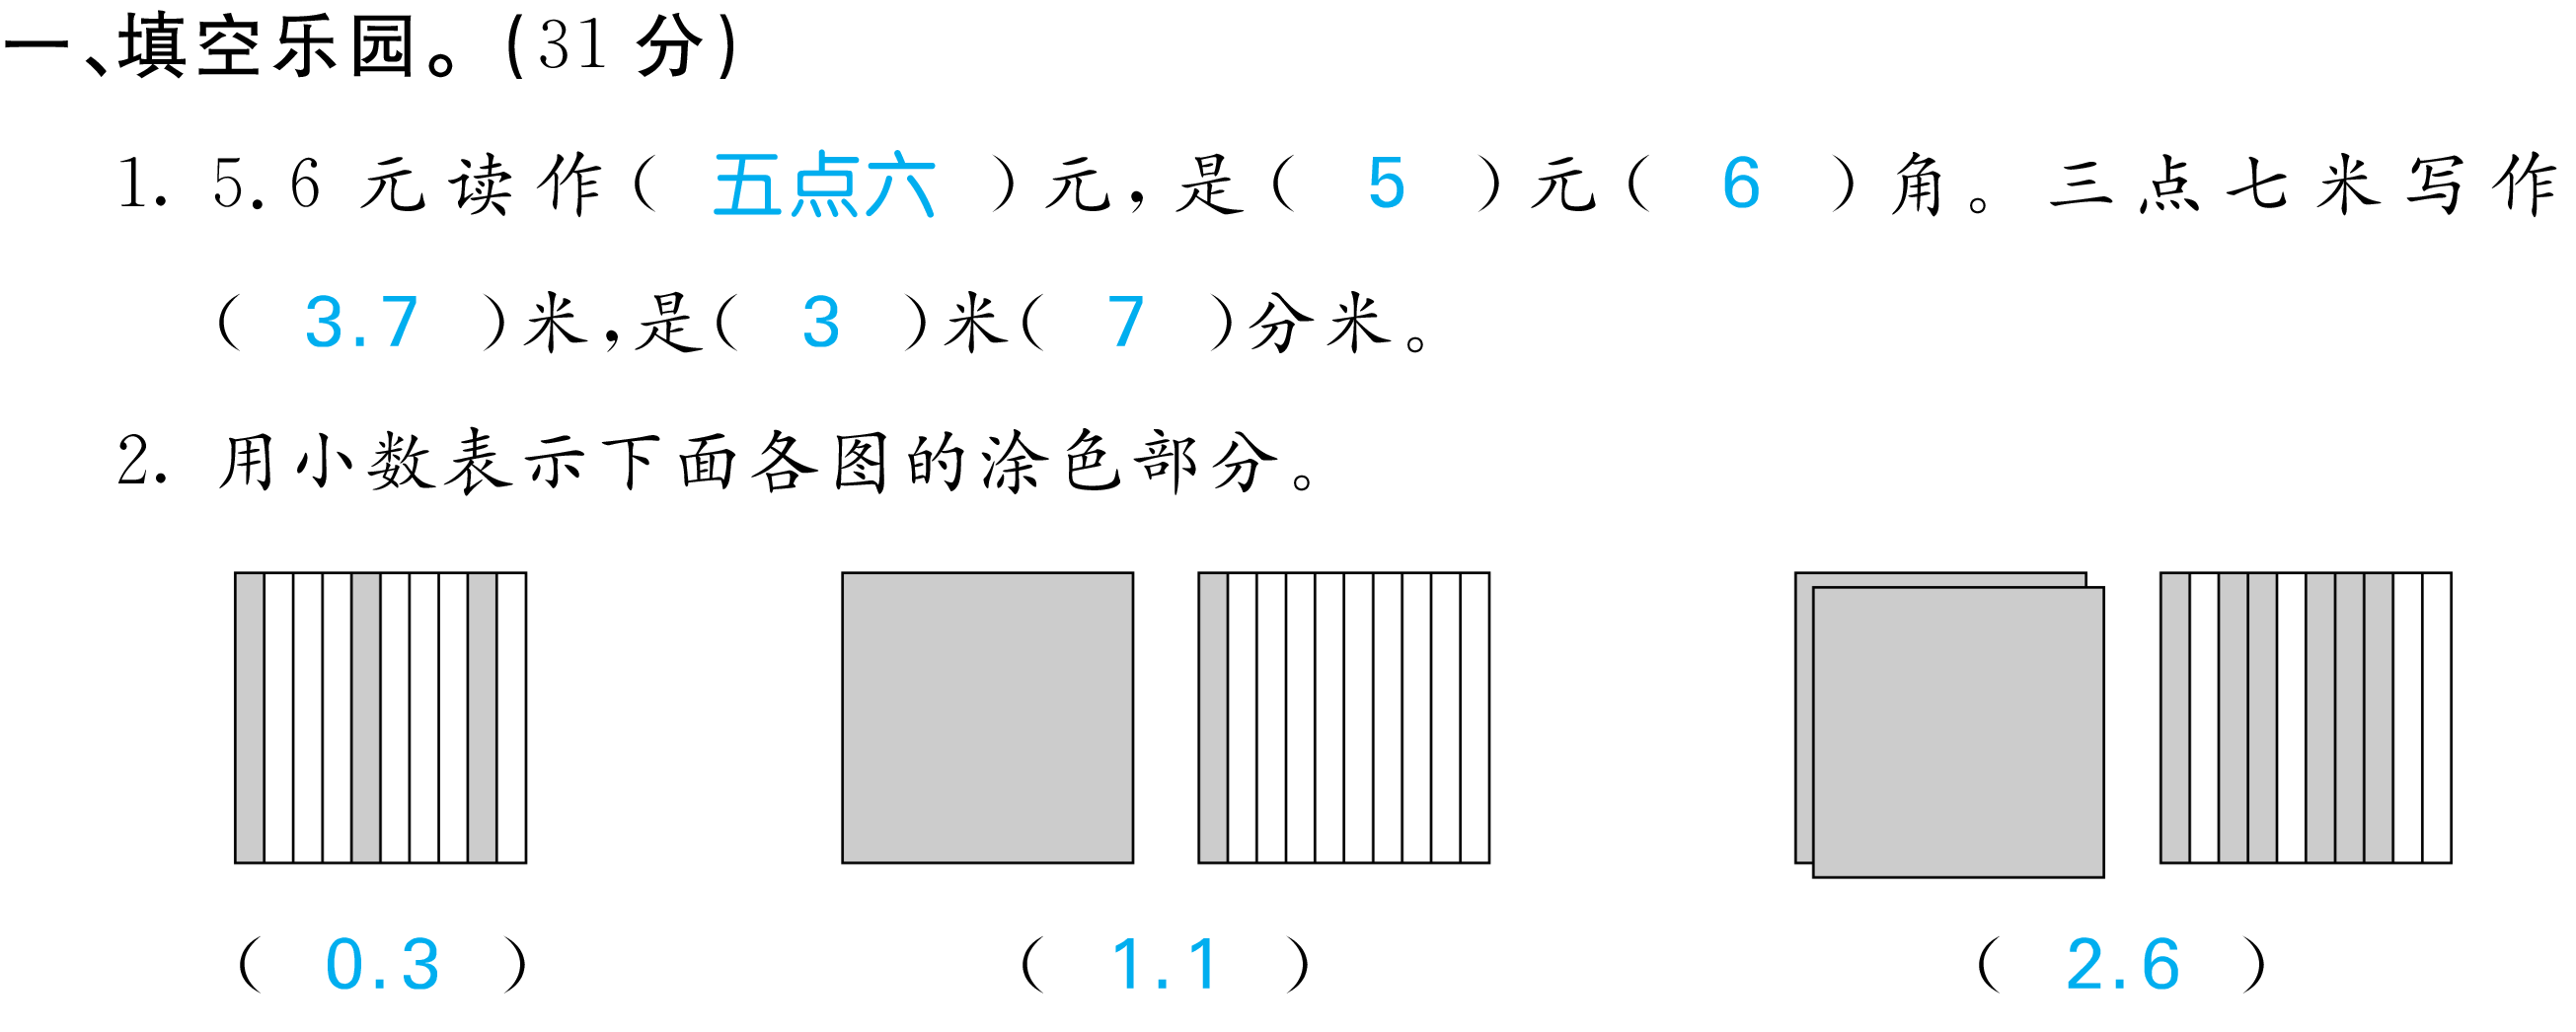 一、填空乐园。(31 分)
1. 5.6 元读作( 五点六 )元,是( 5 )元( 6 )角。三点七米写作
( 3.7 )米,是( 3 )米( 7 )分米。
2. 用小数表示下面各图的涂色部分。
( 0.3 ) ( 1.1 ) ( 2.6 )